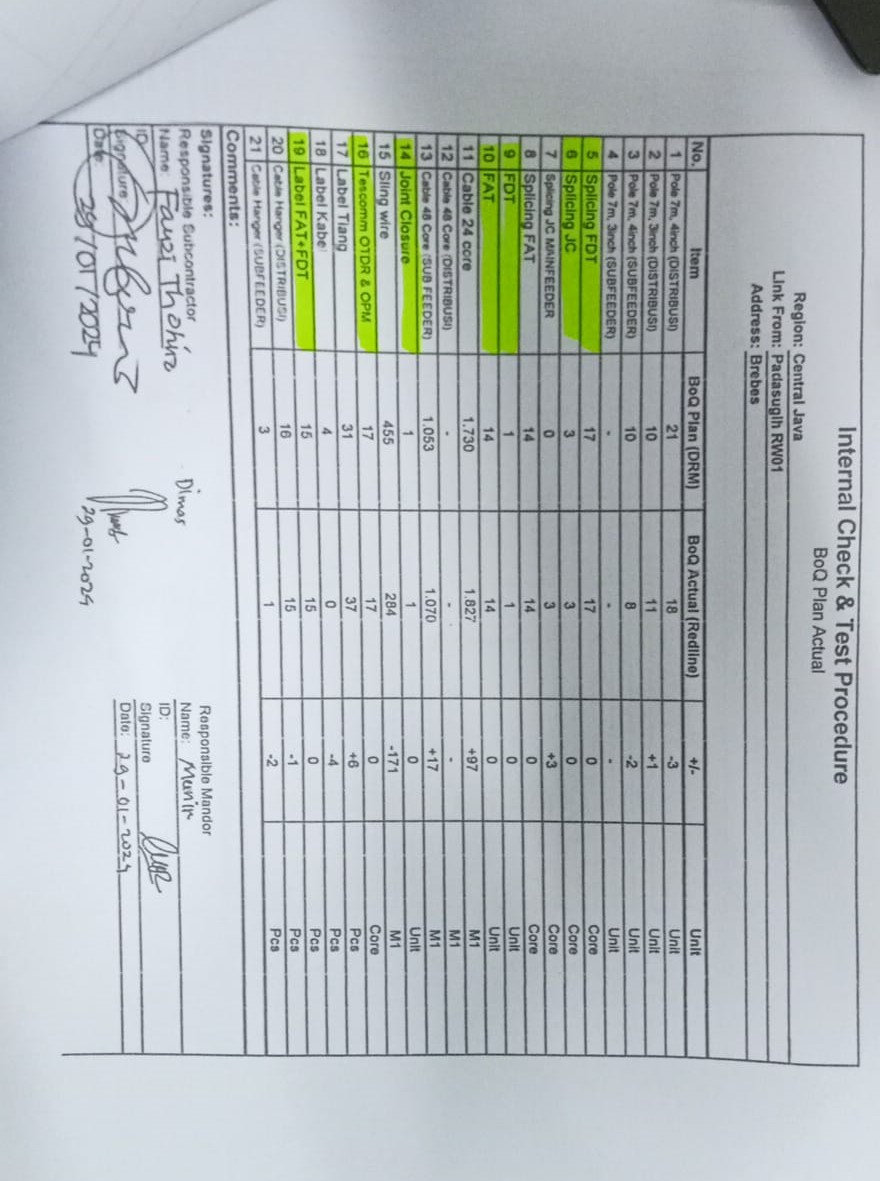 Internal Check & Test Procedure
BoQ Plan Actual
Region: Central Java
Link From: Padasugih RW01
Address: Brebes
No. Item BoQ Plan (DRM) BoQ Actual (Redline) +/- Unit
1 Pole 7m, 4inch (DISTRIBUSI) 21 18 -3 Unit
2 Pole 7m, 3inch (DISTRIBUSI) 10 11 +1 Unit
3 Pole 7m, 4inch (SUBFEEDER) 10 8 -2 Unit
4 Pole 7m, 3inch (SUBFEEDER) - - - Unit
5 Splicing FDT 17 17 0 Core
6 Splicing JC 3 3 0 Core
7 Splicing JC MAINFEEDER 0 3 +3 Core
8 Splicing FAT 14 14 0 Core
9 FDT 1 1 0 Unit
10 FAT 14 14 0 Unit
11 Cable 24 core 1.730 1.827 +97 M1
12 Cable 48 Core (DISTRIBUSI) - - - M1
13 Cable 48 Core (SUB FEEDER) 1.053 1.070 +17 M1
14 Joint Closure 1 1 0 Unit
15 Sling wire 455 284 -171 M1
16 Tescomm OTDR & OPM 17 17 0 Core
17 Label Tiang 31 37 +6 Pcs
18 Label Kabel 4 0 -4 Pcs
19 Label FAT+FDT 15 15 0 Pcs
20 Cable Hanger (DISTRIBUSI) 16 15 -1 Pcs
21 Cable Hanger (SUBFEEDER) 3 1 -2 Pcs
Comments:
Signatures:
Responsible Subcontractor
Name: Fauzi Thohirz
ID:
Signature:
Date: 29/01/2024
Dimas
29-01-2024
Responsible Mandor
Name: Munir
ID:
Signature
Date: 29-01-2024